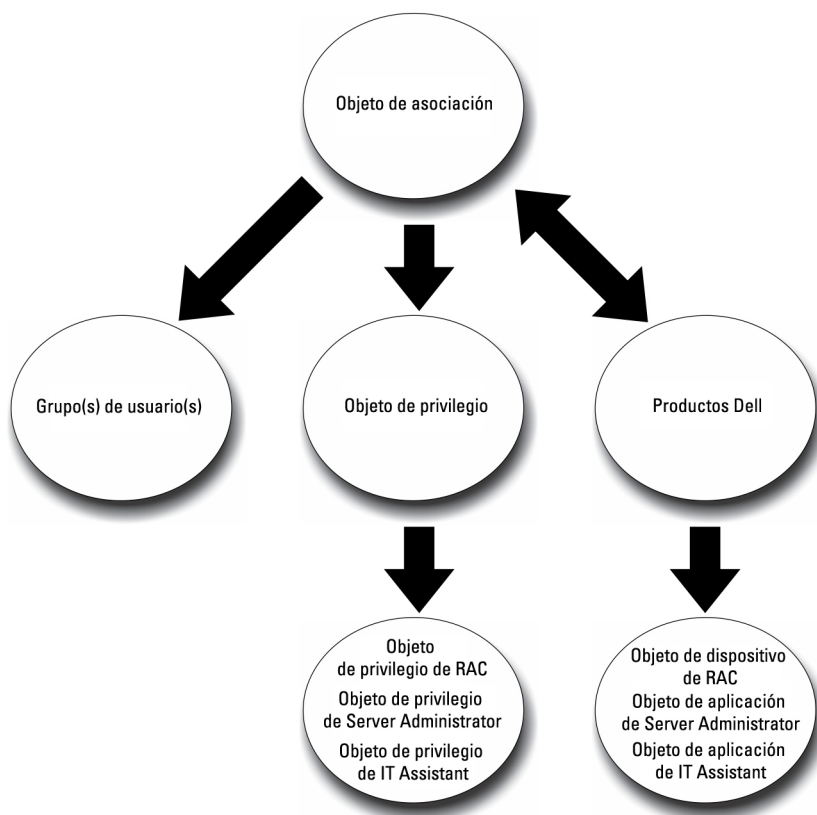 Objeto de asociación
Grupo(s) de usuario(s)
Objeto de privilegio
Productos Dell
Objeto
de privilegio de RAC
Objeto de privilegio
de Server Administrator
Objeto de privilegio
de IT Assistant
Objeto de dispositivo
de RAC
Objeto de aplicación
de Server Administrator
Objeto de aplicación
de IT Assistant